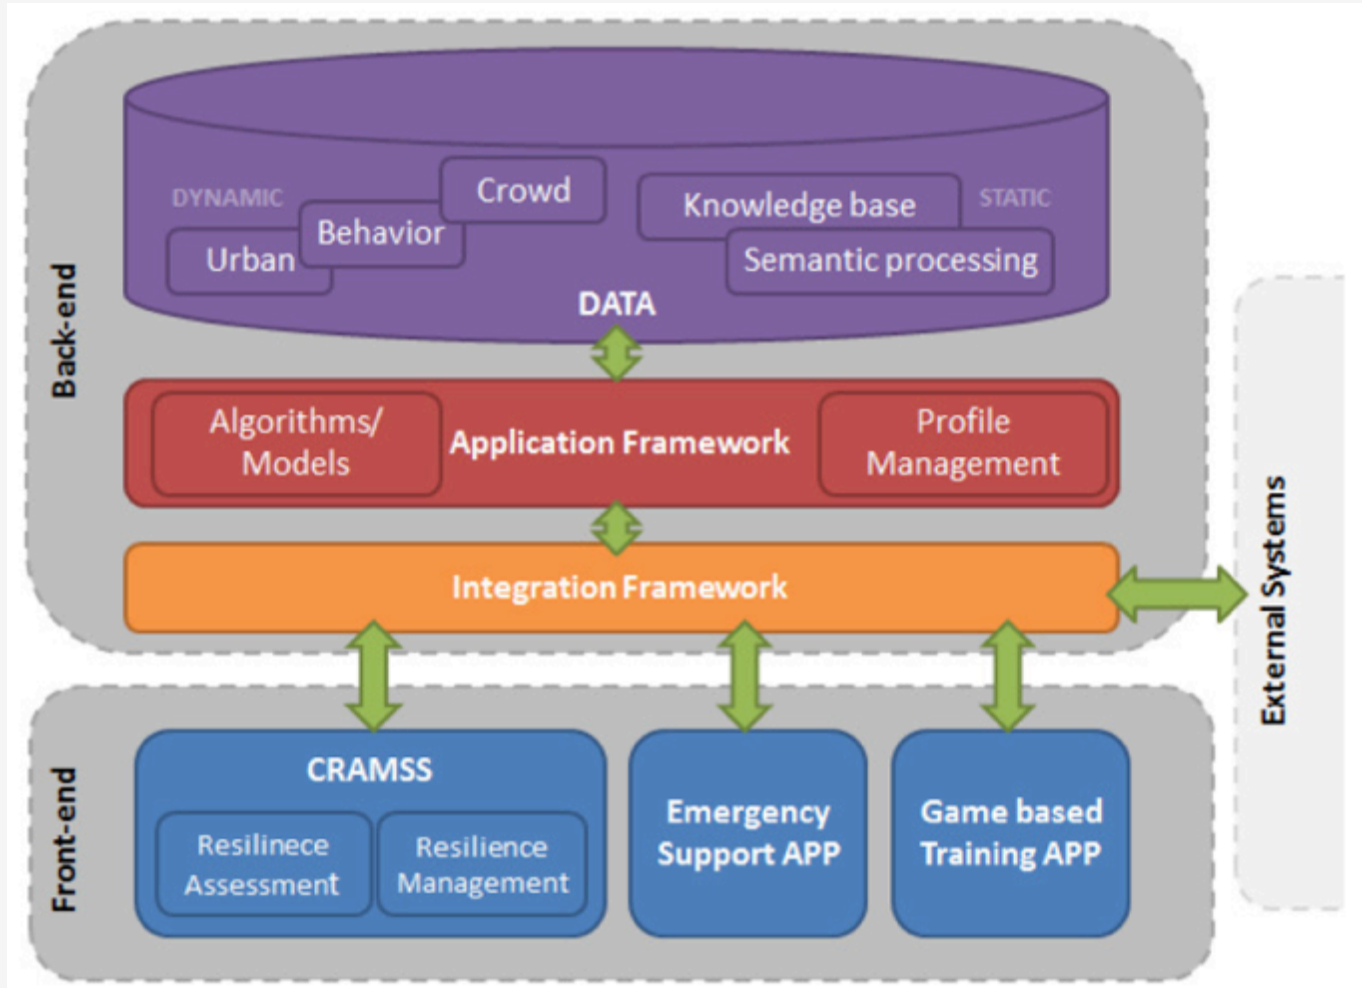 Back-end
DYNAMIC
Urban
Behavior
Crowd
Knowledge base
STATIC
Semantic processing
DATA
Algorithms/
Models
Application Framework
Profile
Management
Integration Framework
External Systems
Front-end
CRAMSS
Resilinece
Assessment
Resilience
Management
Emergency
Support APP
Game based
Training APP